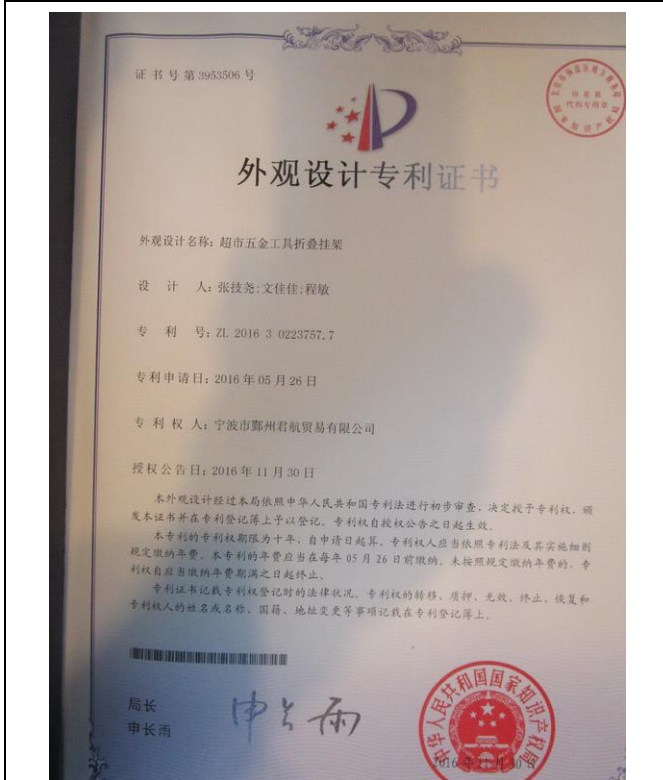 证书号第3953506号
外观设计专利证书
外观设计名称：超市五金工具折叠挂架
设计人：张技尧;文佳佳;程敏
专利号：ZL 2016 3 0223757.7
专利申请日：2016年05月26日
专利权人：宁波市鄞州君航贸易有限公司
授权公告日：2016年11月30日
本外观设计经过本局依照中华人民共和国专利法进行初步审查，决定授予专利权，颁
发本证书并在专利登记簿上予以登记。专利权自授权公告之日起生效。
本专利的专利权期限为十年，自申请日起算。专利权人应当依照专利法及其实施细则
规定缴纳年费。本专利的年费应当在每年05月26日前缴纳。未按照规定缴纳年费的，专
利权自应当缴纳年费期满之日起终止。
专利证书记载专利权登记时的法律状况。专利权的转移、质押、无效、终止、恢复和
专利权人的姓名或名称、国籍、地址变更等事项记载在专利登记簿上。
局长
申长雨
申长雨
中华人民共和国国家知识产权局
2016年11月30日